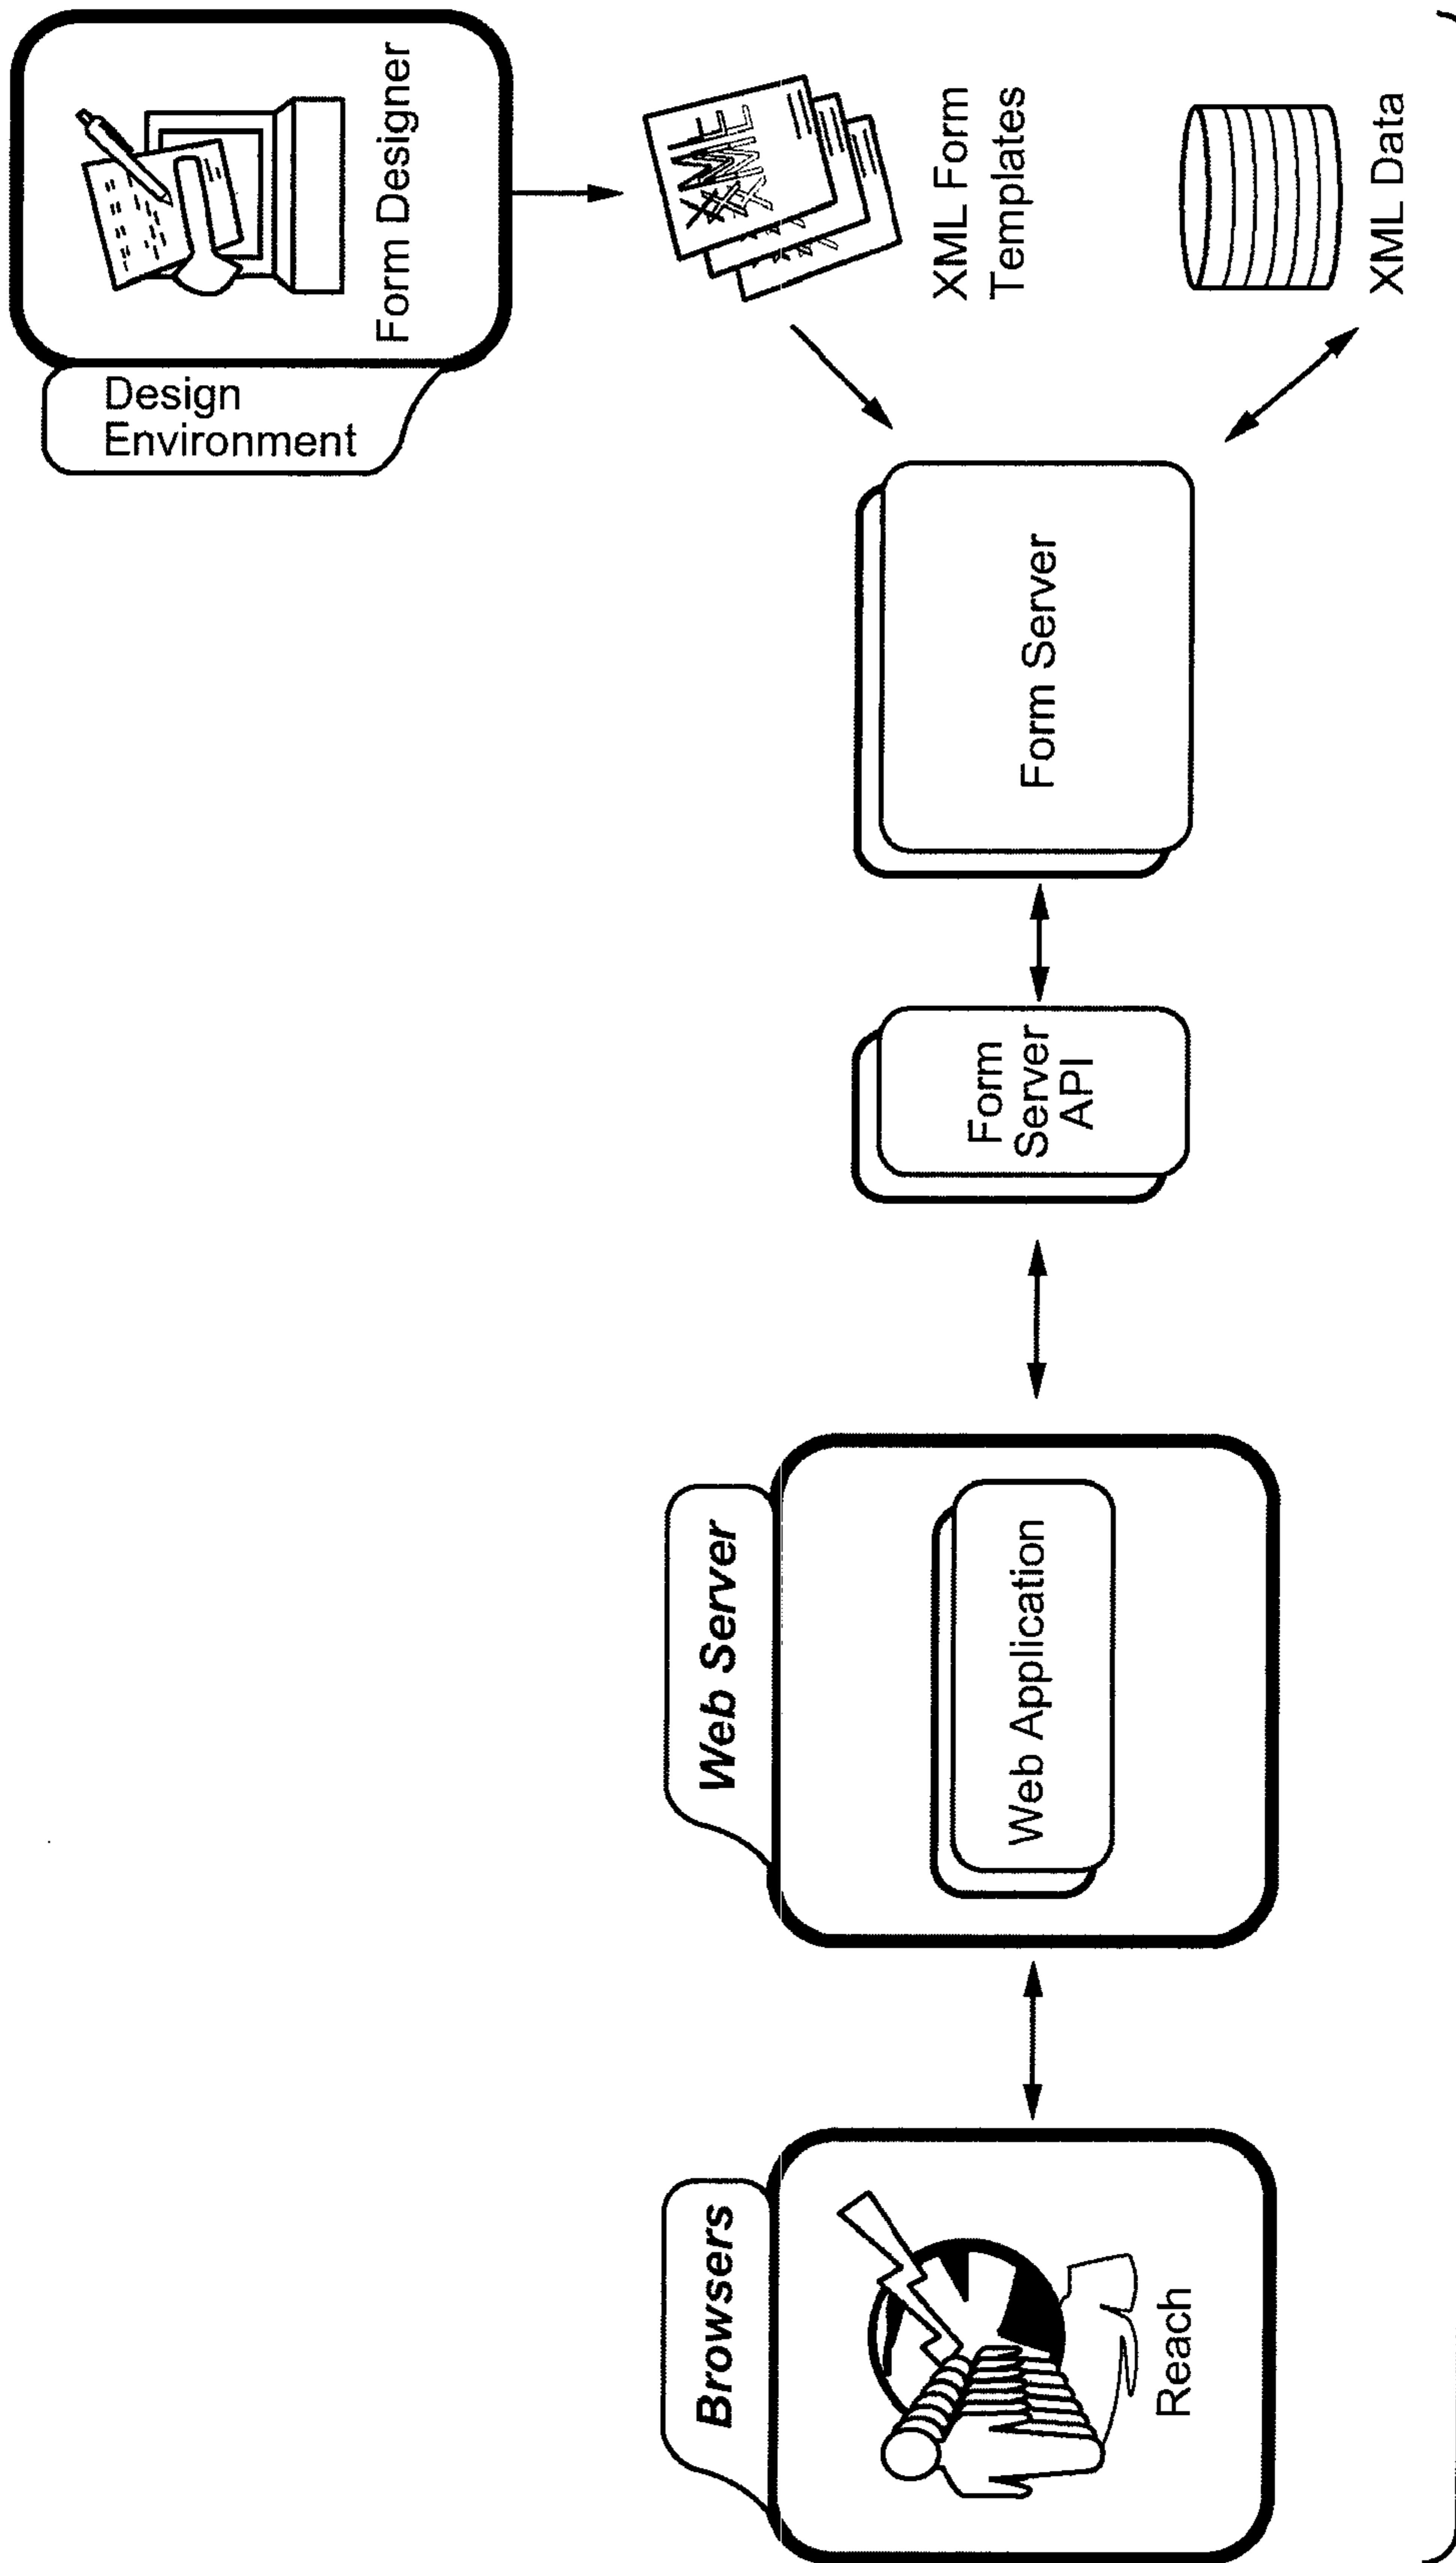 Design
Environment
Form Designer
XML Form
Templates
XML Data
Form Server
Form
Server
API
Web Server
Web Application
Browsers
Reach